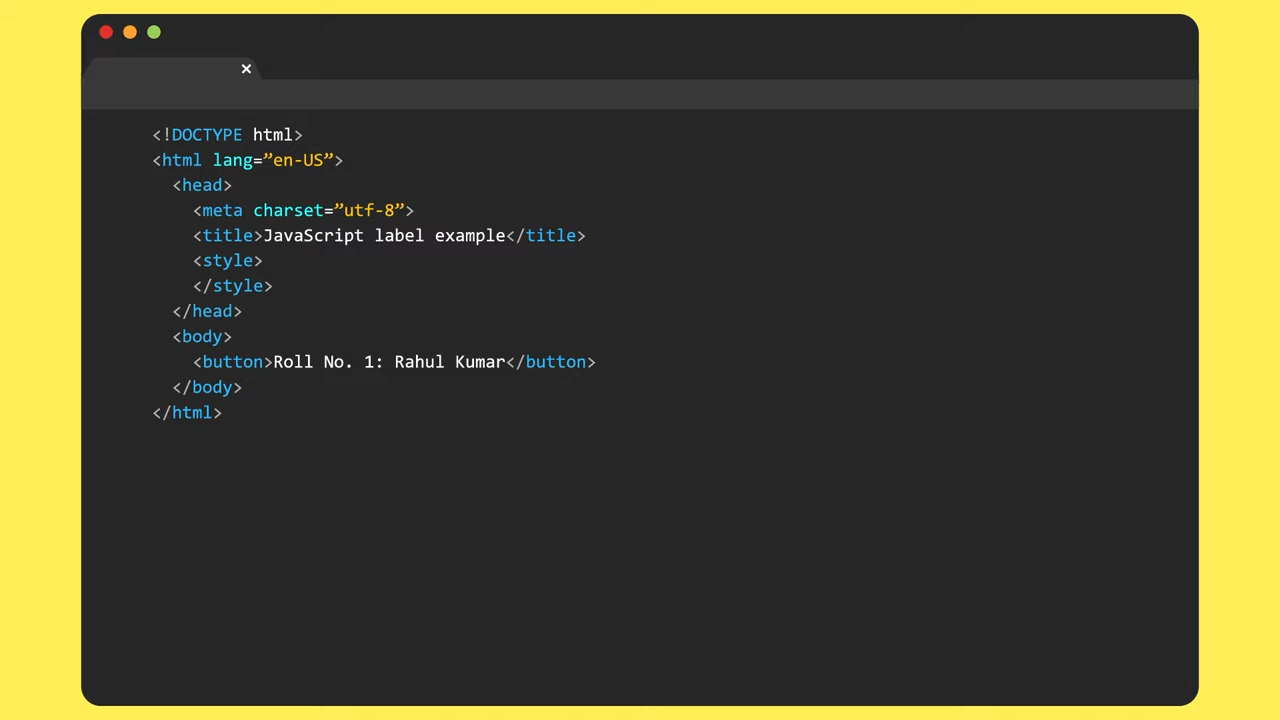 <!DOCTYPE html>
<html lang=”en-US”>
<head>
<meta charset=”utf-8”>
<title>JavaScript label example</title>
<style>
</style>
</head>
<body>
<button>Roll No. 1: Rahul Kumar</button>
</body>
</html>